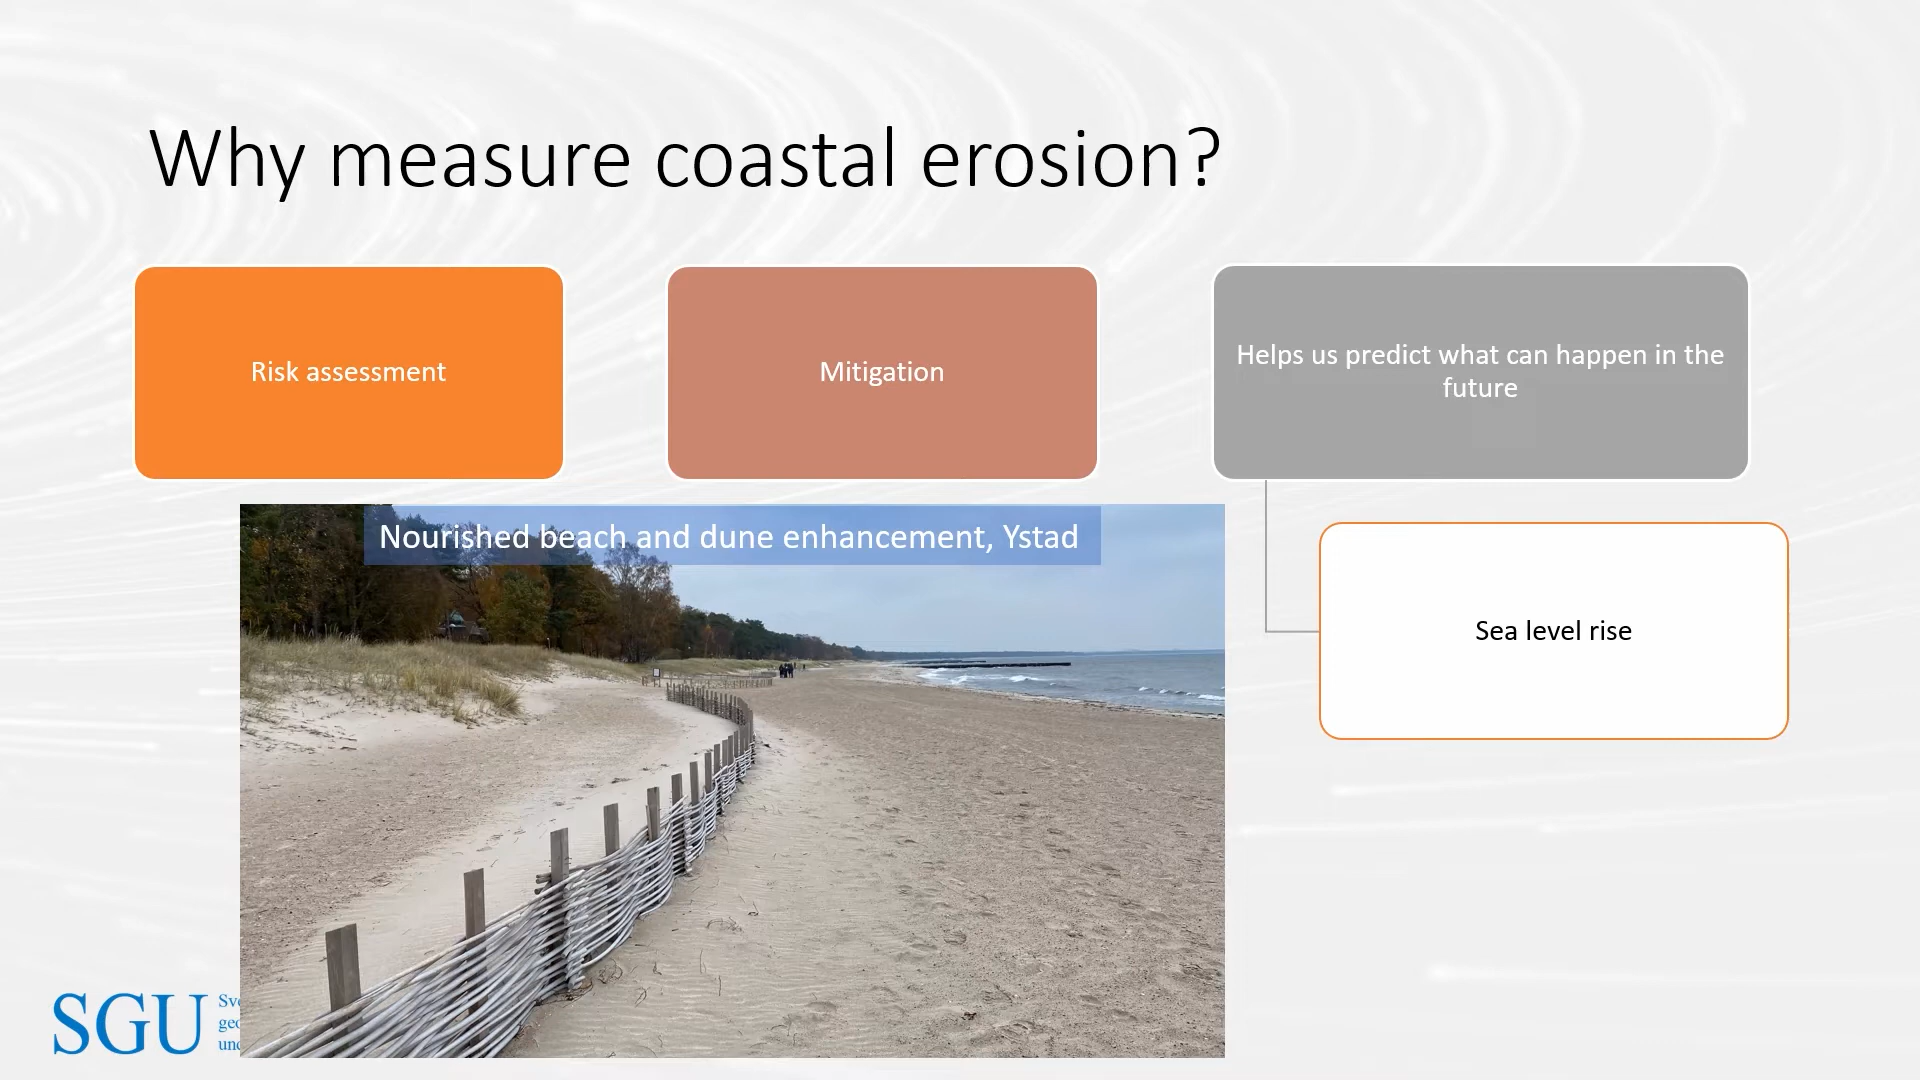 Why measure coastal erosion?
Risk assessment
Mitigation
Helps us predict what can happen in the
future
Nourished beach and dune enhancement, Ystad
Sea level rise
SGU